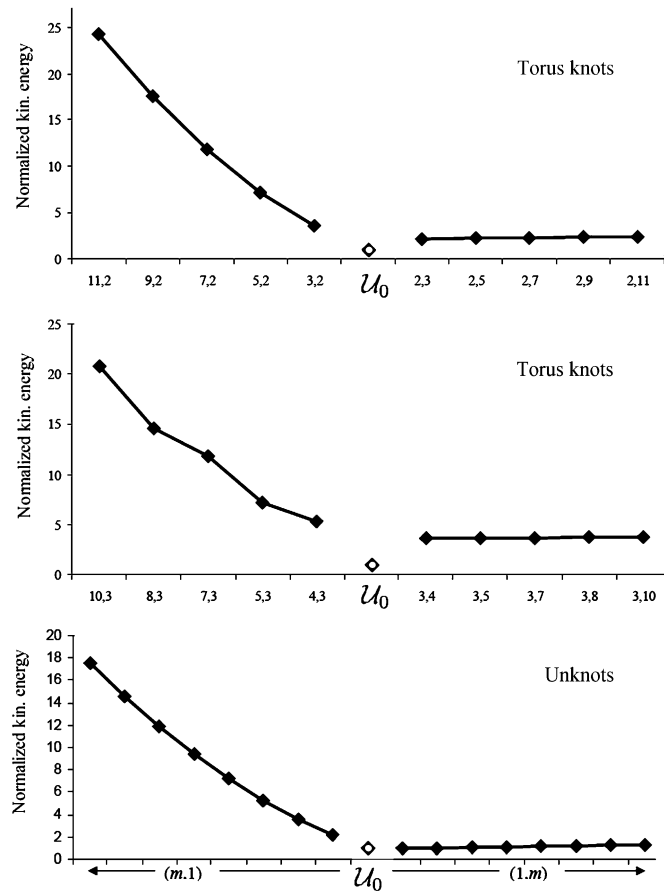 25
Torus knots
20
15
10
5
0
Normalized kin. energy
11,2 9,2 7,2 5,2 3,2 𝒰₀ 2,3 2,5 2,7 2,9 2,11
25
Torus knots
20
15
10
5
0
Normalized kin. energy
10,3 8,3 7,3 5,3 4,3 𝒰₀ 3,4 3,5 3,7 3,8 3,10
20
18
Unknots
16
14
12
10
8
6
4
2
0
Normalized kin. energy
(m.1) 𝒰₀ (1.m)